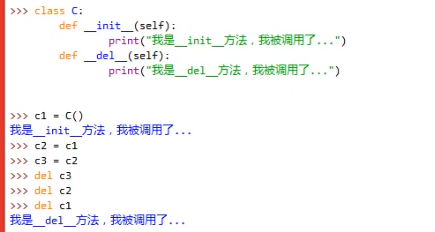 >>> class C:
        def __init__(self):
                print("我是__init__方法，我被调用了...")
        def __del__(self):
                print("我是__del__方法，我被调用了...")
>>> c1 = C()
我是__init__方法，我被调用了...
>>> c2 = c1
>>> c3 = c2
>>> del c3
>>> del c2
>>> del c1
我是__del__方法，我被调用了...